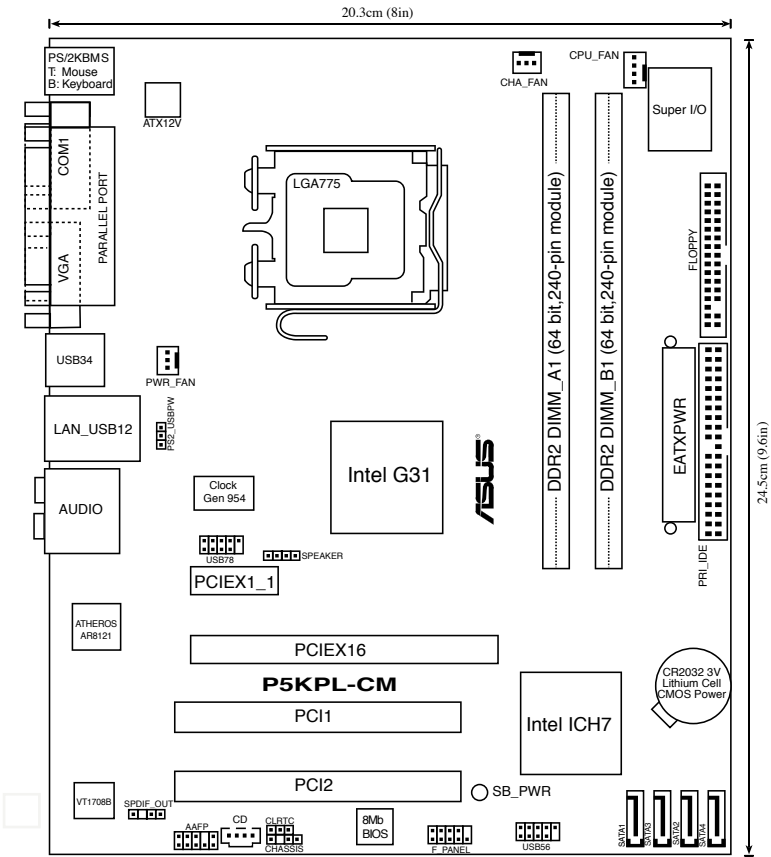 20.3cm (8in)
PS/2KBMS
T: Mouse
B: Keyboard
ATX12V
CHA_FAN
CPU_FAN
Super I/O
COM1
PARALLEL PORT
VGA
LGA775
DDR2 DIMM_A1 (64 bit,240-pin module)
DDR2 DIMM_B1 (64 bit,240-pin module)
FLOPPY
24.5cm (9.6in)
USB34
PWR_FAN
LAN_USB12
PS2_USBPW
EATXPWR
Intel G31
ASUS
AUDIO
Clock
Gen 954
USB78
SPEAKER
PCIEX1_1
PRI_IDE
ATHEROS
AR8121
PCIEX16
P5KPL-CM
CR2032 3V
Lithium Cell
CMOS Power
PCI1
Intel ICH7
PCI2
SB_PWR
VT1708B
SPDIF_OUT
AAFP
CD
CLRTC
CHASSIS
8Mb
BIOS
F_PANEL
USB56
SATA1
SATA3
SATA2
SATA4